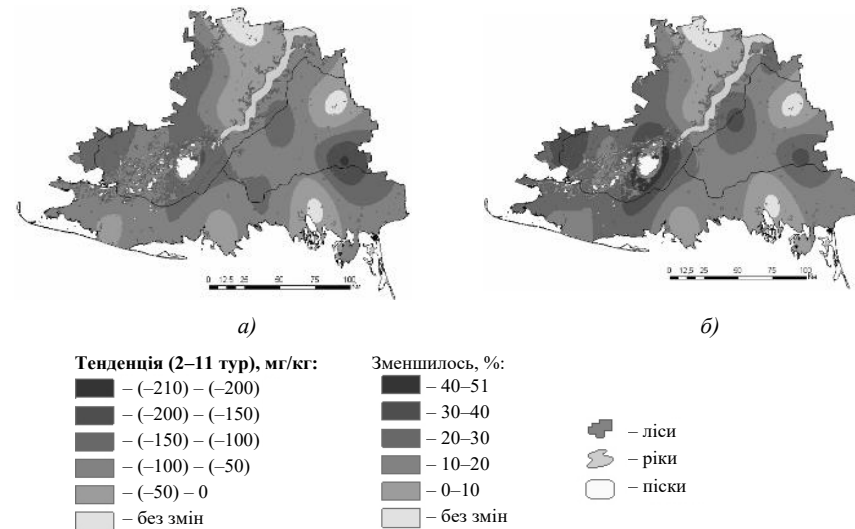 0 12,5 25 50 75 100
а)
0 12,5 25 50 75 100
б)
Тенденція (2–11 тур), мг/кг:
– (–210) – (–200)
– (–200) – (–150)
– (–150) – (–100)
– (–100) – (–50)
– (–50) – 0
– без змін
Зменшилось, %:
– 40–51
– 30–40
– 20–30
– 10–20
– 0–10
– без змін
– ліси
– ріки
– піски